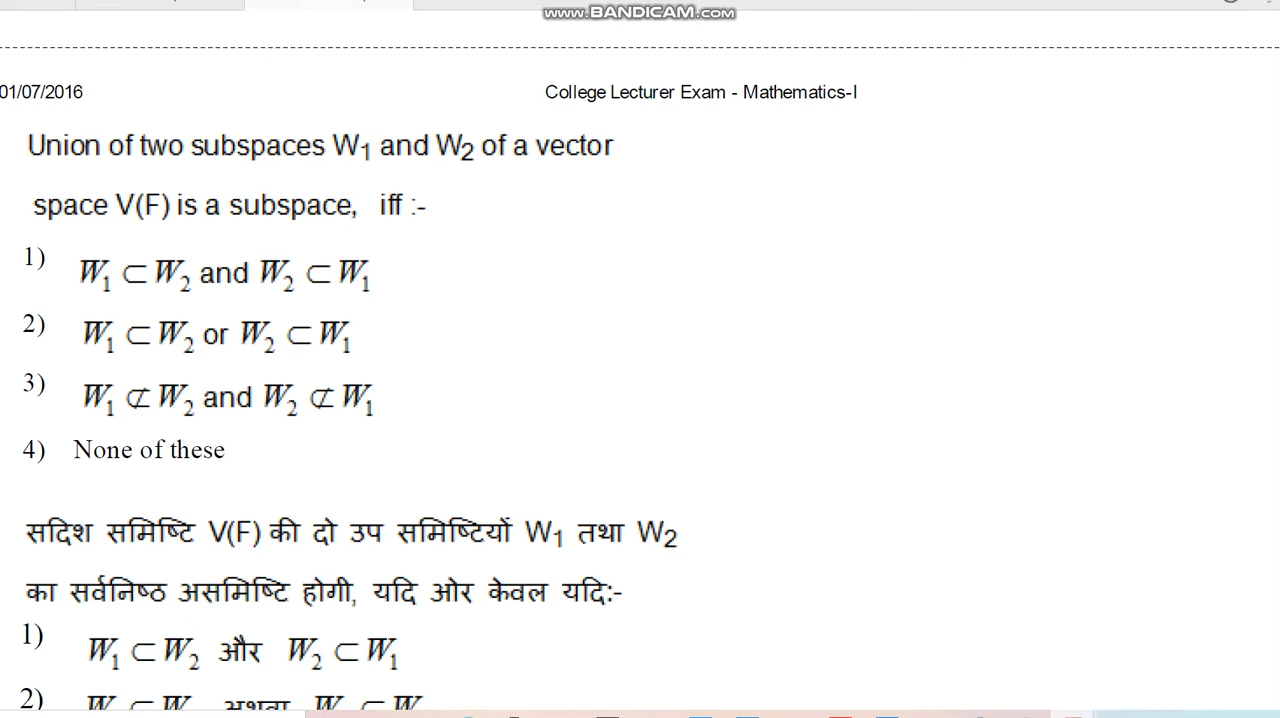 www.BANDICAM.com
01/07/2016 College Lecturer Exam - Mathematics-I
Union of two subspaces W₁ and W₂ of a vector
space V(F) is a subspace, iff :-
1) W₁ ⊂ W₂ and W₂ ⊂ W₁
2) W₁ ⊂ W₂ or W₂ ⊂ W₁
3) W₁ ⊄ W₂ and W₂ ⊄ W₁
4) None of these
सदिश समिष्टि V(F) की दो उप समिष्टियों W₁ तथा W₂
का सर्वनिष्ठ असमिष्टि होगी, यदि ओर केवल यदि:-
1) W₁ ⊂ W₂ और W₂ ⊂ W₁
2) W ⊂ W अथवा W ⊂ W